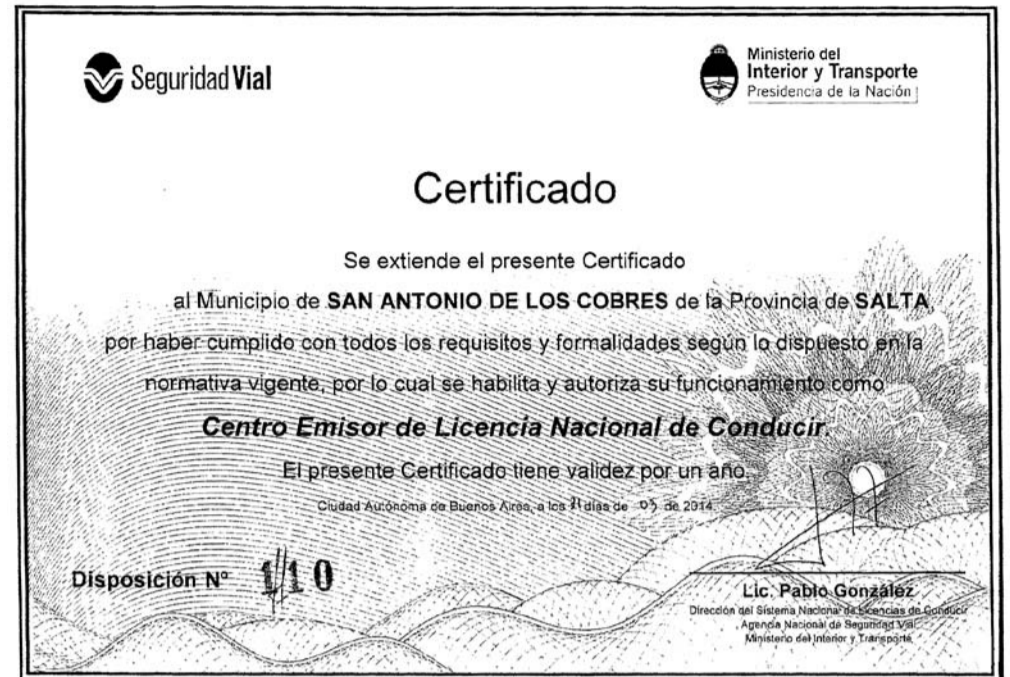 Seguridad Vial
Ministerio del
Interior y Transporte
Presidencia de la Nación
Certificado
Se extiende el presente Certificado
al Municipio de SAN ANTONIO DE LOS COBRES de la Provincia de SALTA
por haber cumplido con todos los requisitos y formalidades según lo dispuesto en la
normativa vigente, por lo cual se habilita y autoriza su funcionamiento como
Centro Emisor de Licencia Nacional de Conducir.
El presente Certificado tiene validez por un año.
Ciudad Autónoma de Buenos Aires, a los días de 03 de 2014.
Disposición Nº
Lic. Pablo González
Dirección del Sistema Nacional de Licencias de Conducir
Agencia Nacional de Seguridad Vial
Ministerio del Interior y Transporte